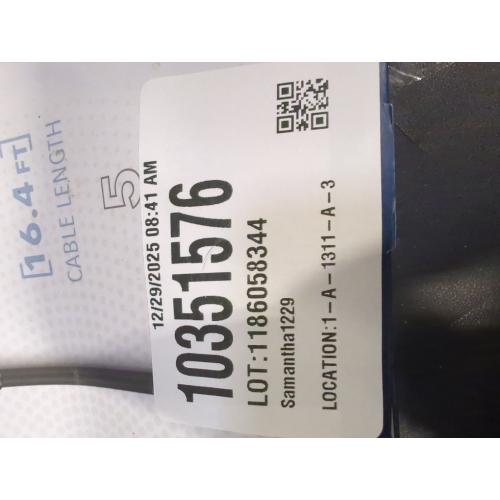 [16.4 FT]
CABLE LENGTH
5
12/29/2025 08:41 AM
10351576
LOT:1186058344
Samantha1229
LOCATION:1-A-1311-A-3